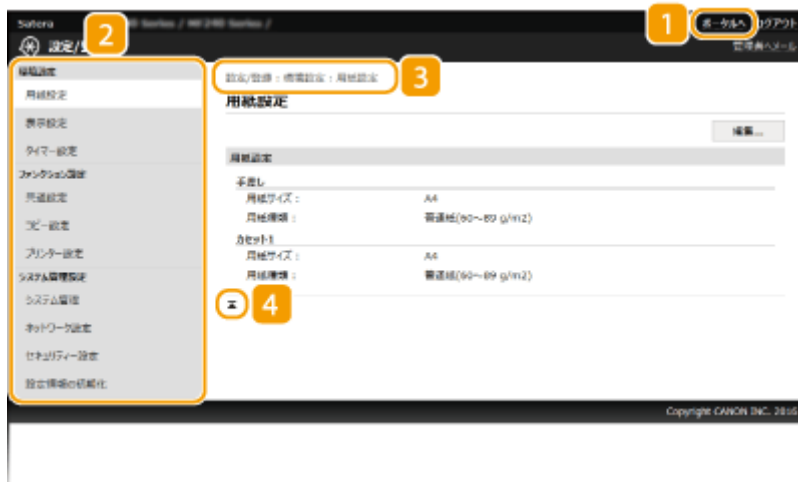 Satera
MF240 Series /
1
ポータルへ
ログアウト
設定/
2
管理者へメール
環境設定
設定/登録 : 環境設定 : 用紙設定
3
用紙設定
用紙設定
表示設定
編集...
タイマー設定
用紙設定
ファンクション設定
手差し
共通設定
用紙サイズ :
A4
用紙種類 :
普通紙(60~89 g/m2)
コピー設定
カセット1
プリンター設定
用紙サイズ :
A4
システム管理設定
用紙種類 :
普通紙(60~89 g/m2)
システム管理
4
ネットワーク設定
セキュリティー設定
設定情報の初期化
Copyright CANON INC. 2016